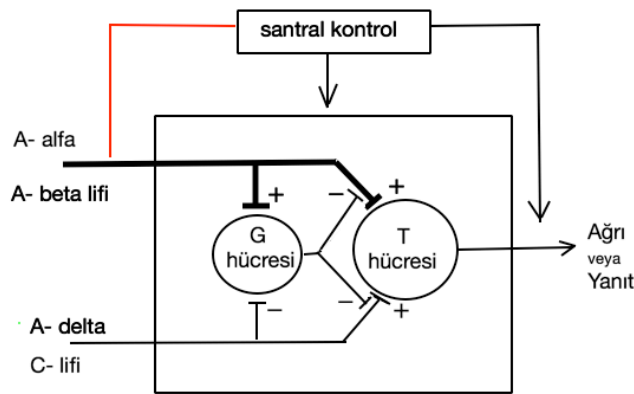 santral kontrol
A- alfa
A- beta lifi
+
−
+
G
hücresi
T
hücresi
Ağrı
veya
Yanıt
−
−
+
A- delta
C- lifi